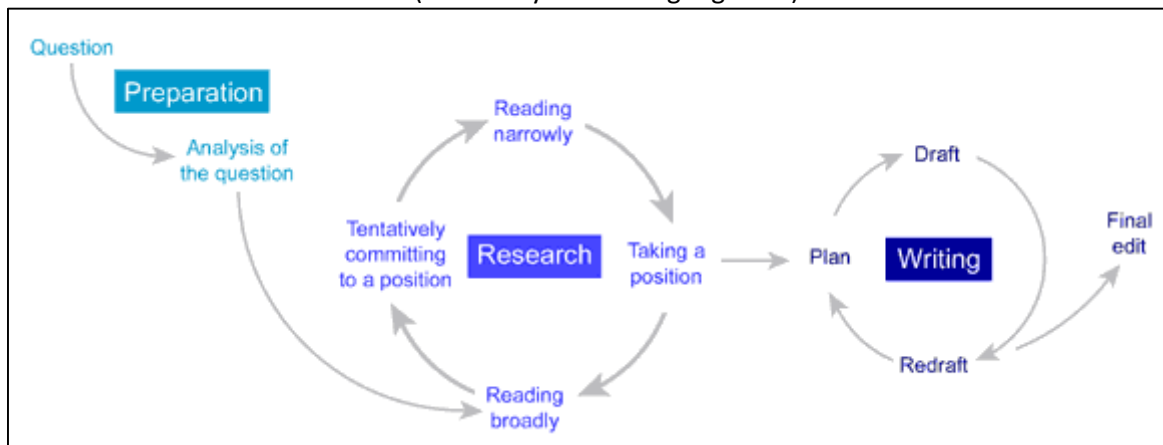 Question
Preparation
Analysis of
the question
Reading
narrowly
Tentatively
committing
to a position
Research
Taking a
position
Reading
broadly
Draft
Plan
Writing
Redraft
Final
edit